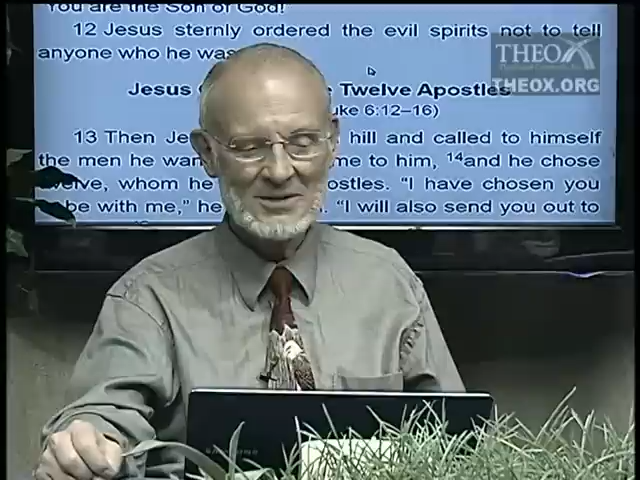 You are the Son of God!
12 Jesus sternly ordered the evil spirits not to tell
anyone who he was
THEOX
THEOX.ORG
Jesus Twelve Apostles
uke 6:12–16)
13 Then Je hill and called to himself
the men he wan me to him, 14and he chose
twelve, whom he ostles. “I have chosen you
be with me,” he “I will also send you out to